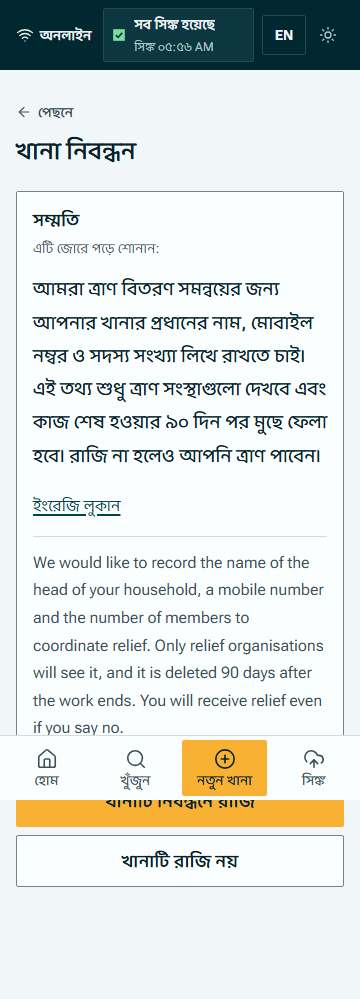 অনলাইন
সব সিঙ্ক হয়েছে
সিঙ্ক ০৫:৫৬ AM
EN
পেছনে
খানা নিবন্ধন
সম্মতি
এটি জোরে পড়ে শোনান:
আমরা ত্রাণ বিতরণ সমন্বয়ের জন্য
আপনার খানার প্রধানের নাম, মোবাইল
নম্বর ও সদস্য সংখ্যা লিখে রাখতে চাই।
এই তথ্য শুধু ত্রাণ সংস্থাগুলো দেখবে এবং
কাজ শেষ হওয়ার ৯০ দিন পর মুছে ফেলা
হবে। রাজি না হলেও আপনি ত্রাণ পাবেন।
ইংরেজি লুকান
We would like to record the name of the
head of your household, a mobile number
and the number of members to
coordinate relief. Only relief organisations
will see it, and it is deleted 90 days after
the work ends. You will receive relief even
if you say no.
হোম
খুঁজুন
নতুন খানা
সিঙ্ক
খানাটি নিবন্ধনে রাজি
খানাটি রাজি নয়